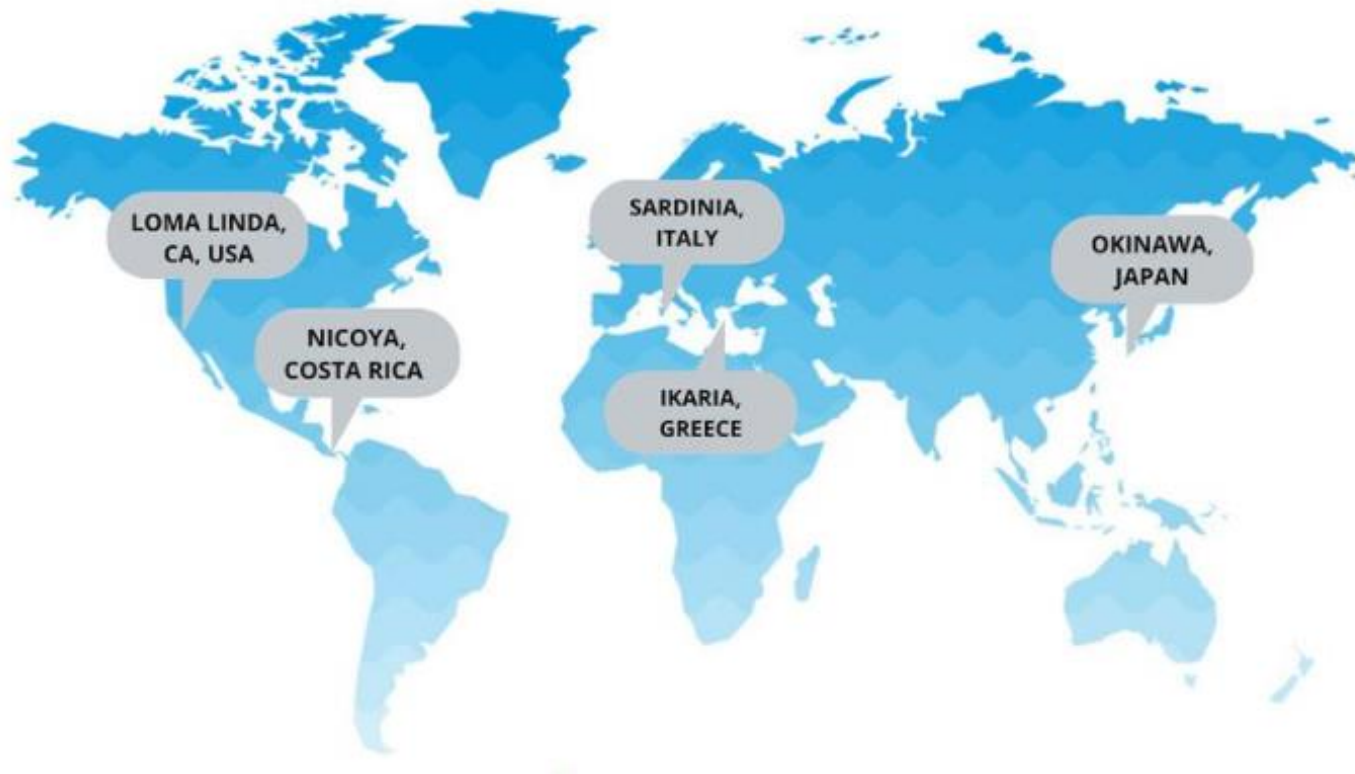 LOMA LINDA,
CA, USA
SARDINIA,
ITALY
OKINAWA,
JAPAN
NICOYA,
COSTA RICA
IKARIA,
GREECE